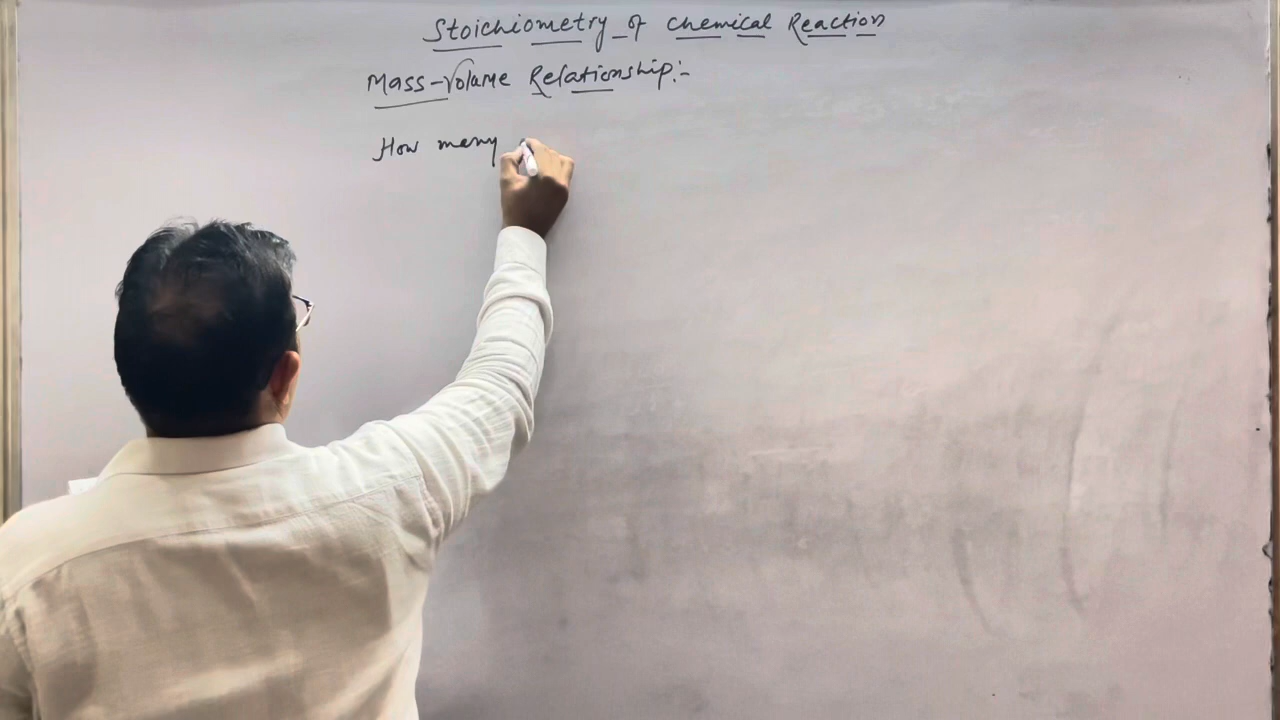 Stoichiometry of Chemical Reaction
Mass-Volume Relationship:-
How many